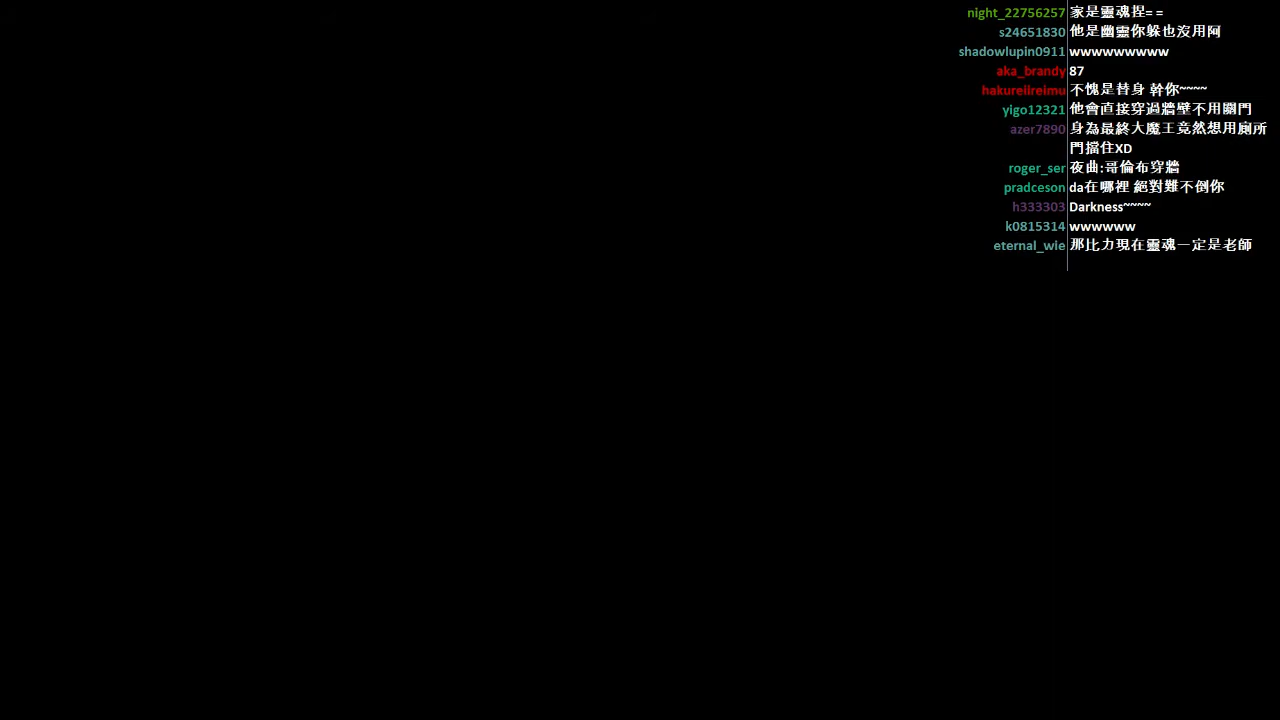 night_22756257 家是靈魂捏= =
s24651830 他是幽靈你躲也沒用阿
shadowlupin0911 wwwwwwwww
aka_brandy 87
hakureiireimu 不愧是替身 幹你~~~~
yigo12321 他會直接穿過牆壁不用關門
azer7890 身為最終大魔王竟然想用廁所
門擋住XD
roger_ser 夜曲:哥倫布穿牆
pradceson da在哪裡 絕對難不倒你
h333303 Darkness~~~~
k0815314 wwwwww
eternal_wie 那比力現在靈魂一定是老師